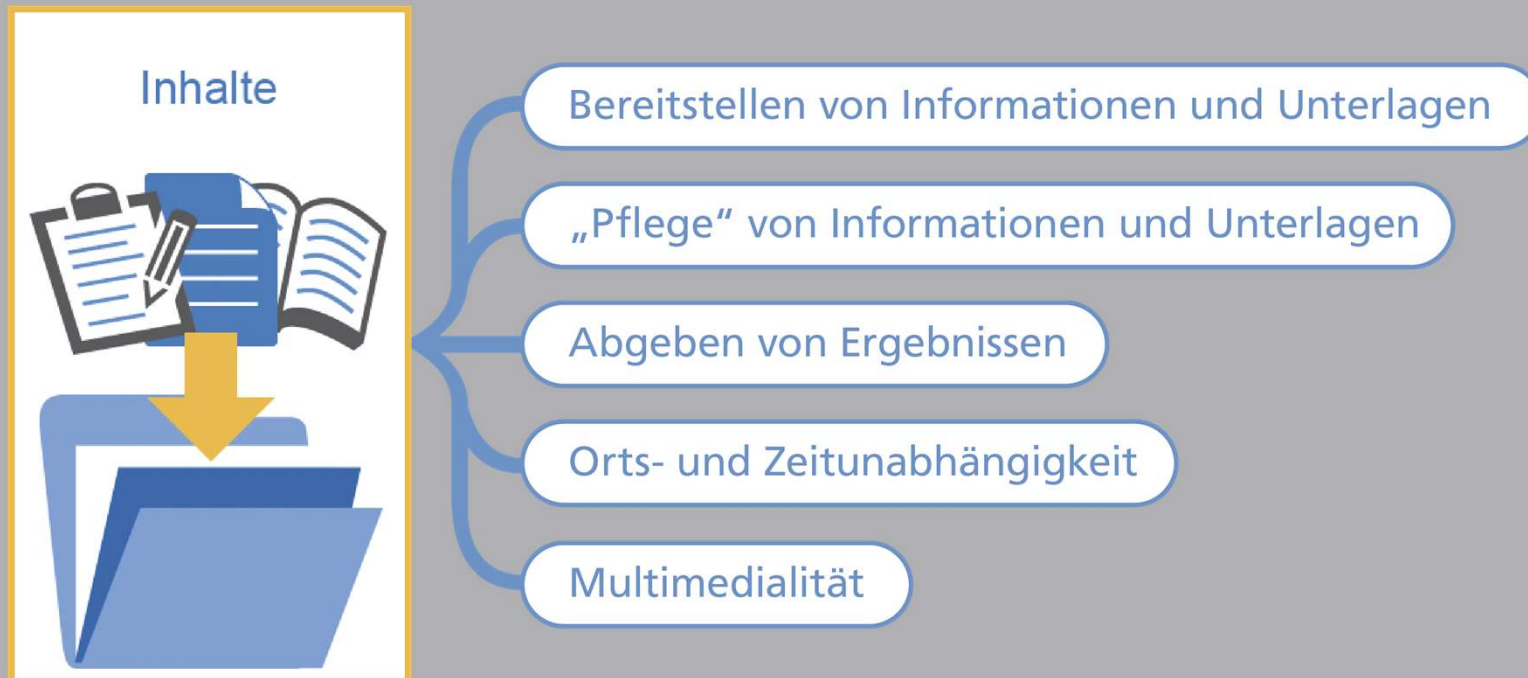 Inhalte
Bereitstellen von Informationen und Unterlagen
„Pflege“ von Informationen und Unterlagen
Abgeben von Ergebnissen
Orts- und Zeitunabhängigkeit
Multimedialität